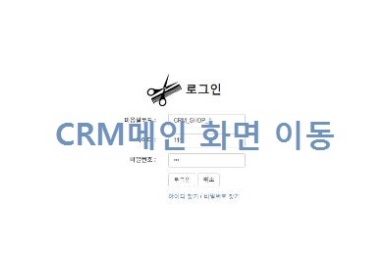 로그인
CRM_SHOP
CRM메인 화면 이동
비밀번호 :
로그인 취소
아이디 찾기 / 비밀번호 찾기